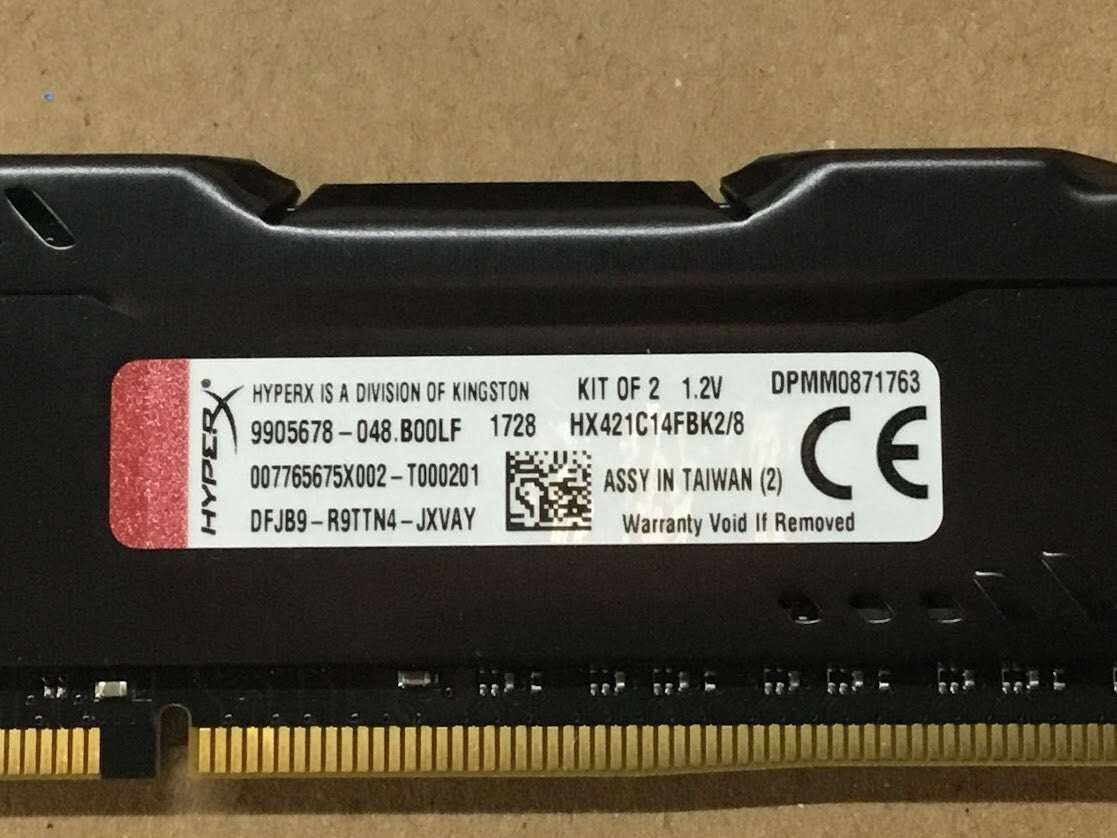 HYPERX®
HYPERX IS A DIVISION OF KINGSTON KIT OF 2 1.2V DPMM0871763
9905678-048.B00LF 1728 HX421C14FBK2/8
007765675X002-T000201 ASSY IN TAIWAN (2) CE
DFJB9-R9TTN4-JXVAY Warranty Void If Removed